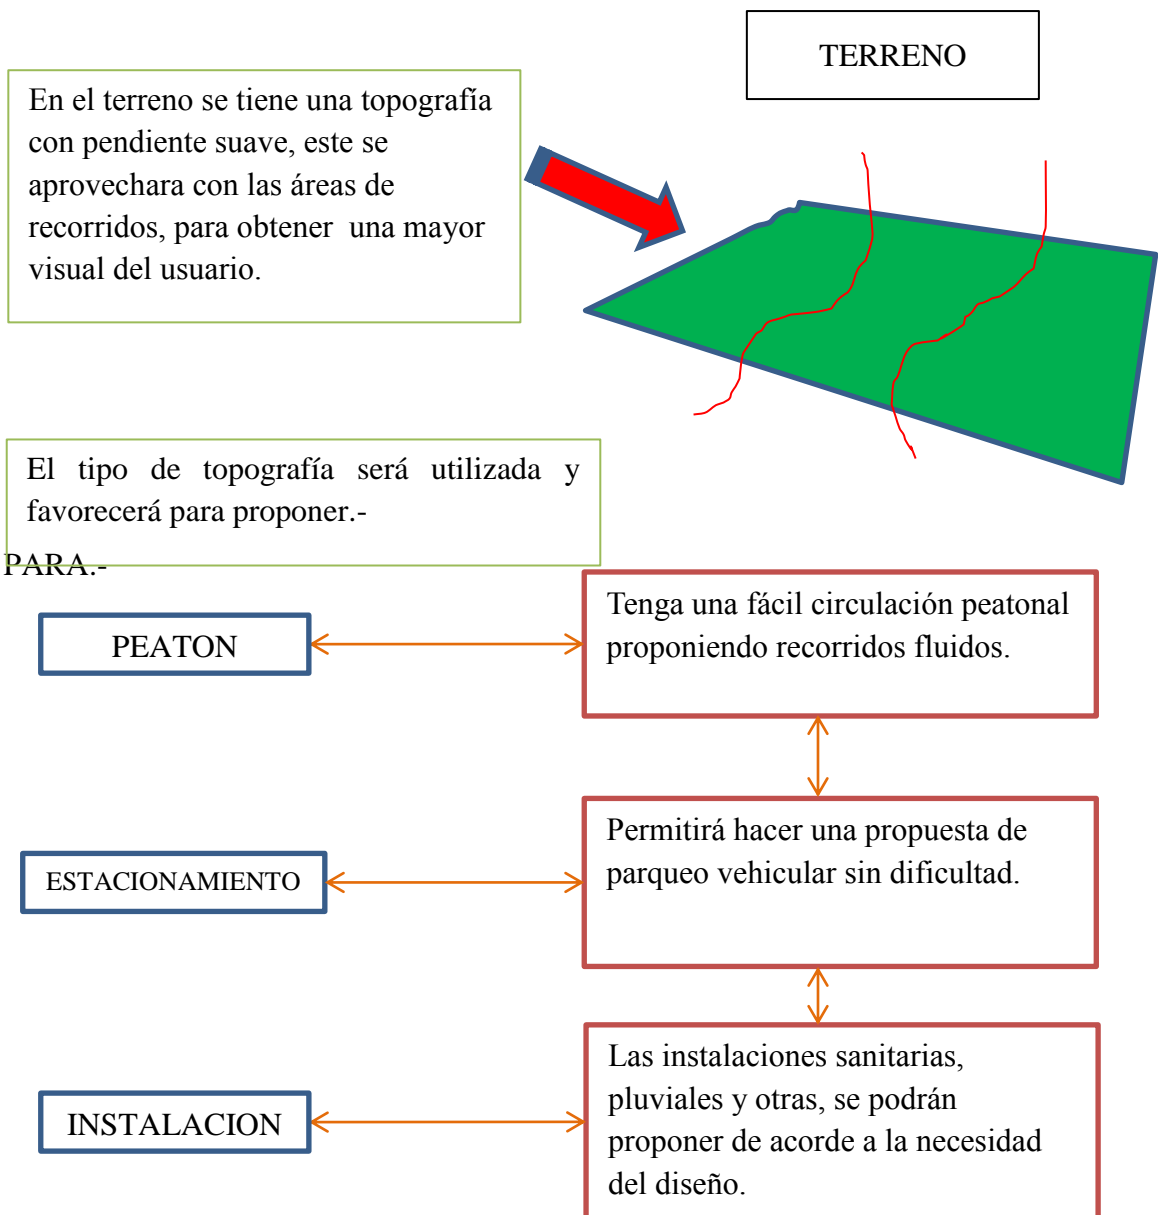 TERRENO
En el terreno se tiene una topografía
con pendiente suave, este se
aprovechara con las áreas de
recorridos, para obtener una mayor
visual del usuario.
El tipo de topografía será utilizada y
favorecerá para proponer.-
PARA.-
PEATON
Tenga una fácil circulación peatonal
proponiendo recorridos fluidos.
ESTACIONAMIENTO
Permitirá hacer una propuesta de
parqueo vehicular sin dificultad.
INSTALACION
Las instalaciones sanitarias,
pluviales y otras, se podrán
proponer de acorde a la necesidad
del diseño.